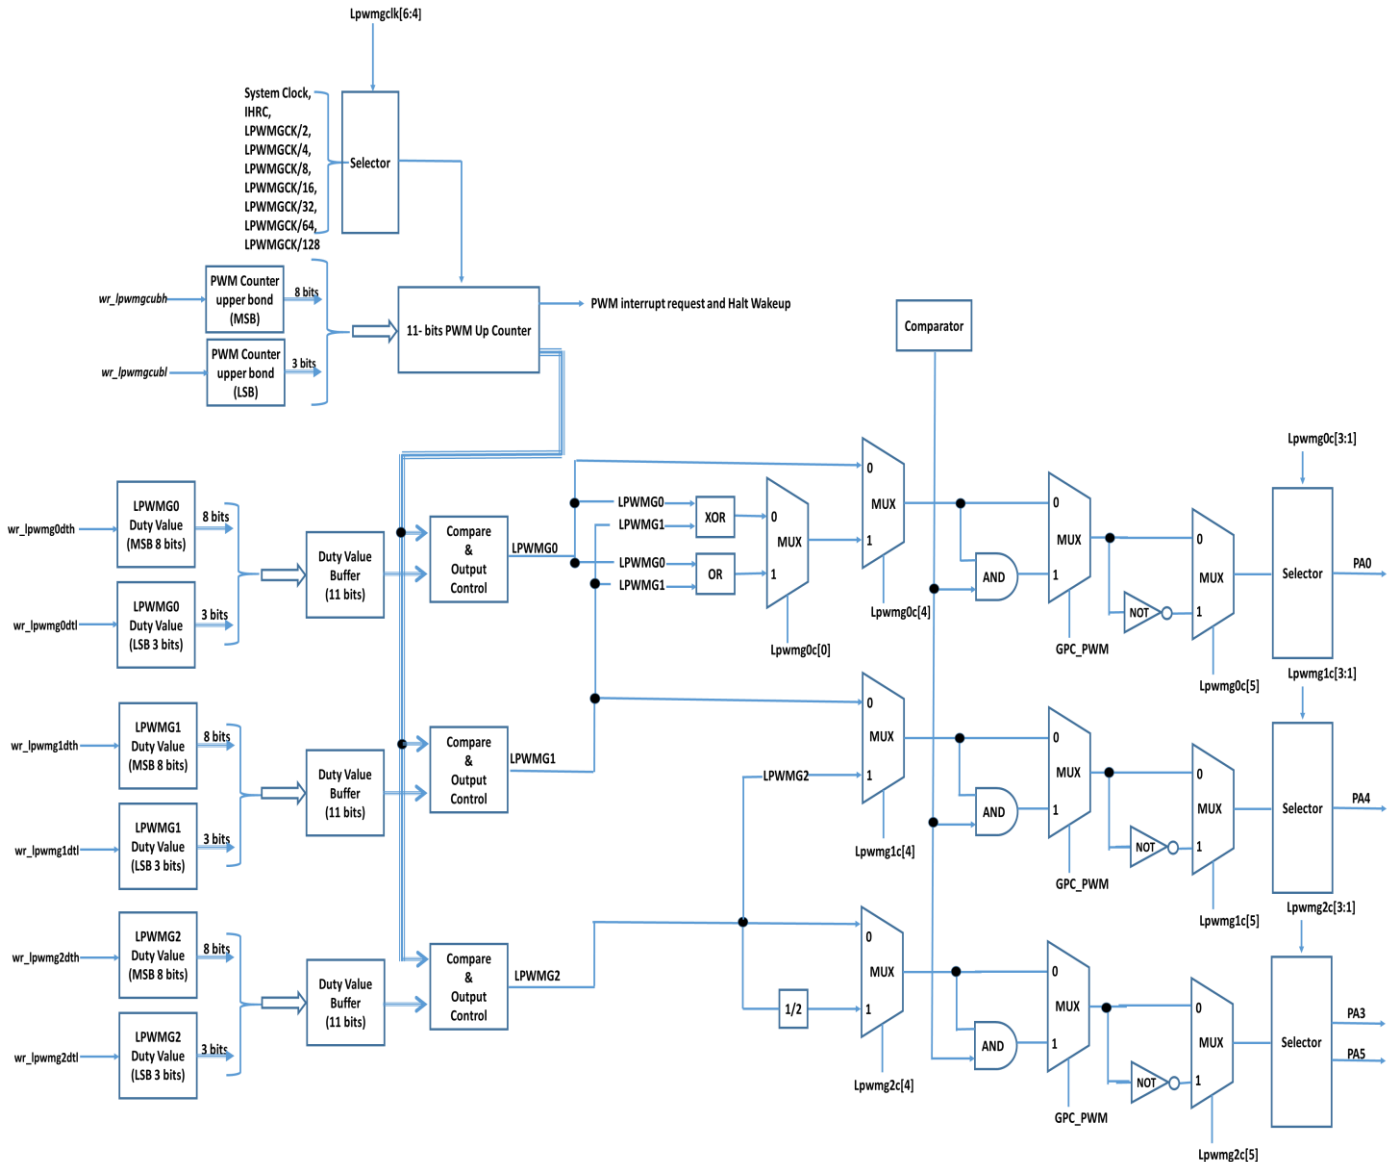 Lpwmgclk[6:4]
System Clock,
IHRC,
LPWMGCK/2,
LPWMGCK/4,
LPWMGCK/8,
LPWMGCK/16,
LPWMGCK/32,
LPWMGCK/64,
LPWMGCK/128
Selector
wr_lpwmgcubh
PWM Counter
upper bond
(MSB)
8 bits
wr_lpwmgcubl
PWM Counter
upper bond
(LSB)
3 bits
11- bits PWM Up Counter
PWM interrupt request and Halt Wakeup
Comparator
wr_lpwmg0dth
LPWMG0
Duty Value
(MSB 8 bits)
8 bits
wr_lpwmg0dtl
LPWMG0
Duty Value
(LSB 3 bits)
3 bits
Duty Value
Buffer
(11 bits)
Compare
&
Output
Control
LPWMG0
LPWMG0
LPWMG1
XOR
LPWMG0
LPWMG1
OR
0
MUX
1
Lpwmg0c[0]
0
MUX
1
Lpwmg0c[4]
AND
0
MUX
1
GPC_PWM
NOT
0
MUX
1
Lpwmg0c[5]
Lpwmg0c[3:1]
Selector
PA0
wr_lpwmg1dth
LPWMG1
Duty Value
(MSB 8 bits)
8 bits
wr_lpwmg1dtl
LPWMG1
Duty Value
(LSB 3 bits)
3 bits
Duty Value
Buffer
(11 bits)
Compare
&
Output
Control
LPWMG1
LPWMG2
0
MUX
1
Lpwmg1c[4]
AND
0
MUX
1
GPC_PWM
NOT
0
MUX
1
Lpwmg1c[5]
Lpwmg1c[3:1]
Selector
PA4
wr_lpwmg2dth
LPWMG2
Duty Value
(MSB 8 bits)
8 bits
wr_lpwmg2dtl
LPWMG2
Duty Value
(LSB 3 bits)
3 bits
Duty Value
Buffer
(11 bits)
Compare
&
Output
Control
LPWMG2
1/2
0
MUX
1
Lpwmg2c[4]
AND
0
MUX
1
GPC_PWM
NOT
0
MUX
1
Lpwmg2c[5]
Lpwmg2c[3:1]
Selector
PA3
PA5